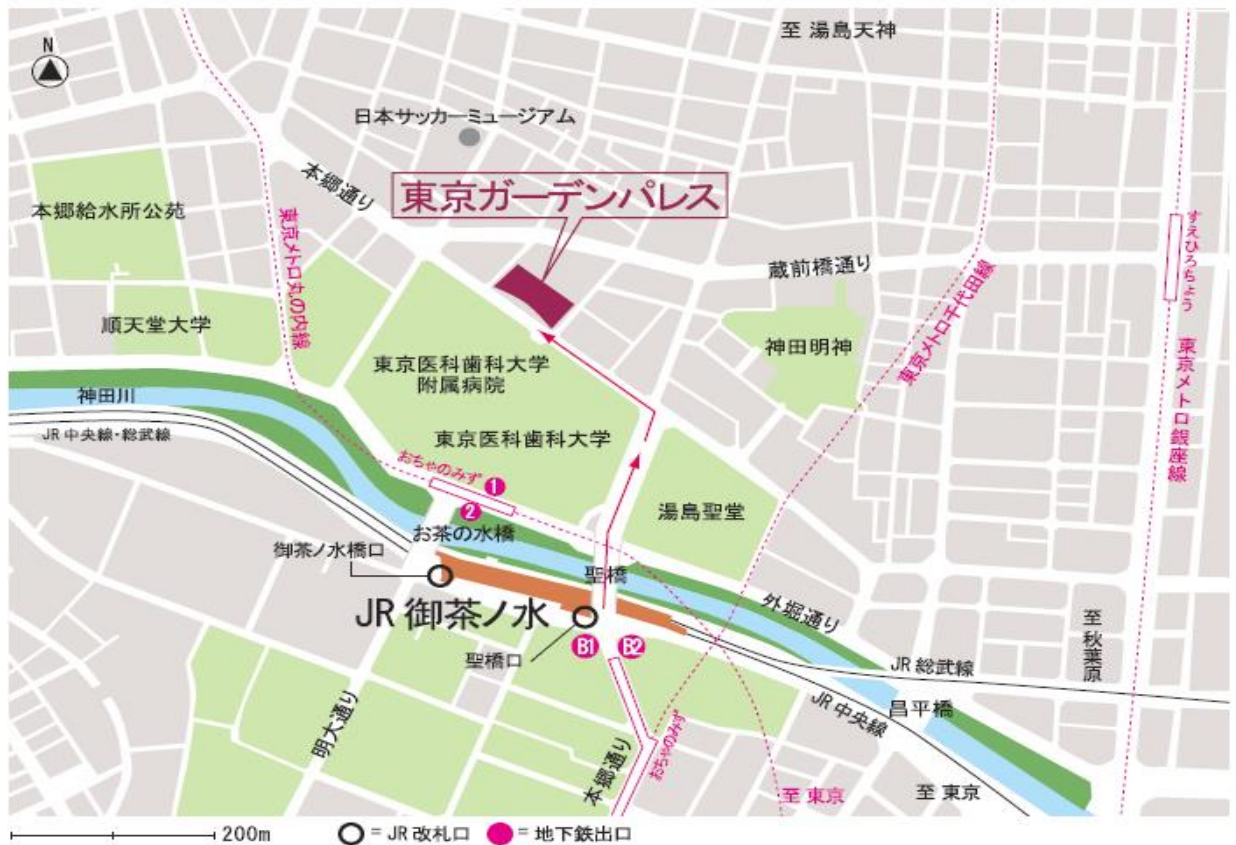 N
至 湯島天神
日本サッカーミュージアム
本郷通り
東京ガーデンパレス
本郷給水所公苑
東京メトロ丸の内線
蔵前橋通り
東京メトロ千代田線
すえひろちょう
東京メトロ銀座線
順天堂大学
神田明神
東京医科歯科大学
附属病院
神田川
JR 中央線・総武線
東京医科歯科大学
おちゃのみず
1
2
湯島聖堂
お茶の水橋
御茶ノ水橋口
聖橋
外堀通り
JR 御茶ノ水
至 秋葉原
聖橋口
B1
B2
JR 総武線
昌平橋
JR 中央線
明大通り
本郷通り
おちゃのみず
至 東京
至 東京
200m
= JR 改札口
= 地下鉄出口